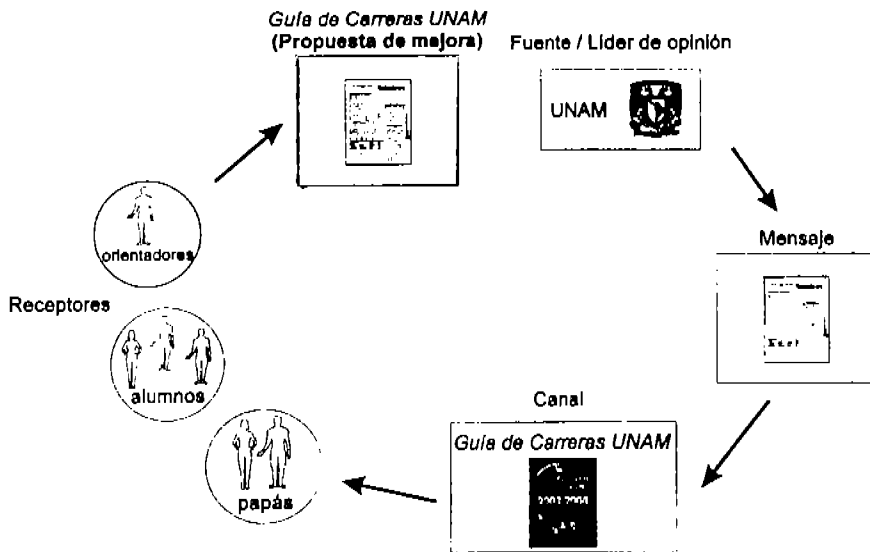 Guía de Carreras UNAM
(Propuesta de majora)
Fuente / Líder de opinión
UNAM
Mensaje
Canal
Guía de Carreras UNAM
papás
alumnos
Receptores
orientadores